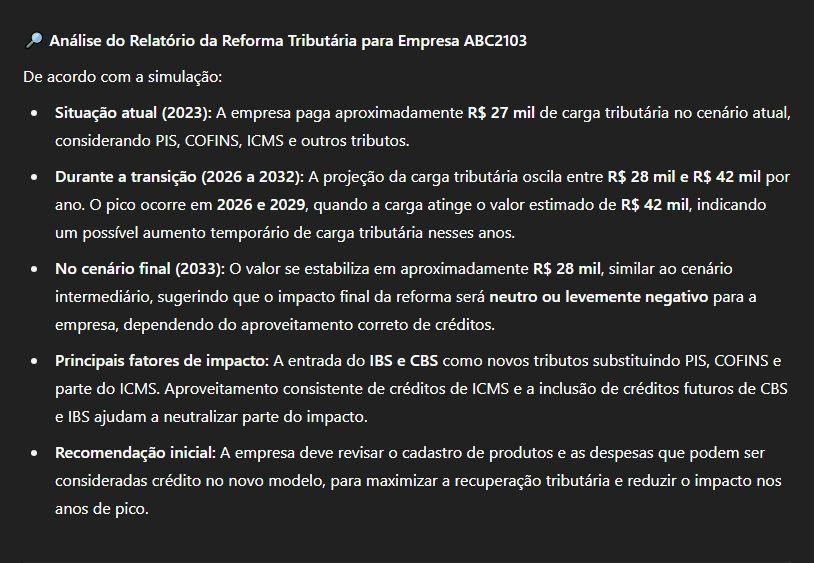 🔎 Análise do Relatório da Reforma Tributária para Empresa ABC2103
De acordo com a simulação:
• Situação atual (2023): A empresa paga aproximadamente R$ 27 mil de carga tributária no cenário atual,
considerando PIS, COFINS, ICMS e outros tributos.
• Durante a transição (2026 a 2032): A projeção da carga tributária oscila entre R$ 28 mil e R$ 42 mil por
ano. O pico ocorre em 2026 e 2029, quando a carga atinge o valor estimado de R$ 42 mil, indicando
um possível aumento temporário de carga tributária nesses anos.
• No cenário final (2033): O valor se estabiliza em aproximadamente R$ 28 mil, similar ao cenário
intermediário, sugerindo que o impacto final da reforma será neutro ou levemente negativo para a
empresa, dependendo do aproveitamento correto de créditos.
• Principais fatores de impacto: A entrada do IBS e CBS como novos tributos substituindo PIS, COFINS e
parte do ICMS. Aproveitamento consistente de créditos de ICMS e a inclusão de créditos futuros de CBS
e IBS ajudam a neutralizar parte do impacto.
• Recomendação inicial: A empresa deve revisar o cadastro de produtos e as despesas que podem ser
consideradas crédito no novo modelo, para maximizar a recuperação tributária e reduzir o impacto nos
anos de pico.